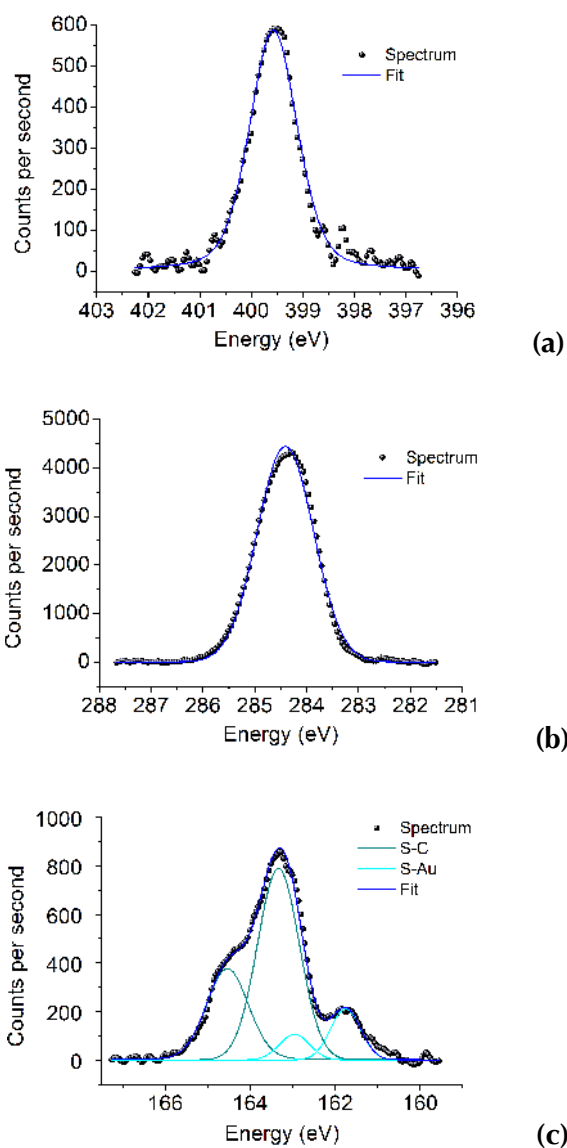 600
500
400
300
200
100
0
Counts per second
Spectrum
Fit
403 402 401 400 399 398 397 396
Energy (eV)
(a)
5000
4000
3000
2000
1000
0
Counts per second
Spectrum
Fit
288 287 286 285 284 283 282 281
Energy (eV)
(b)
1000
800
600
400
200
0
Counts per second
Spectrum
S-C
S-Au
Fit
166 164 162 160
Energy (eV)
(c)